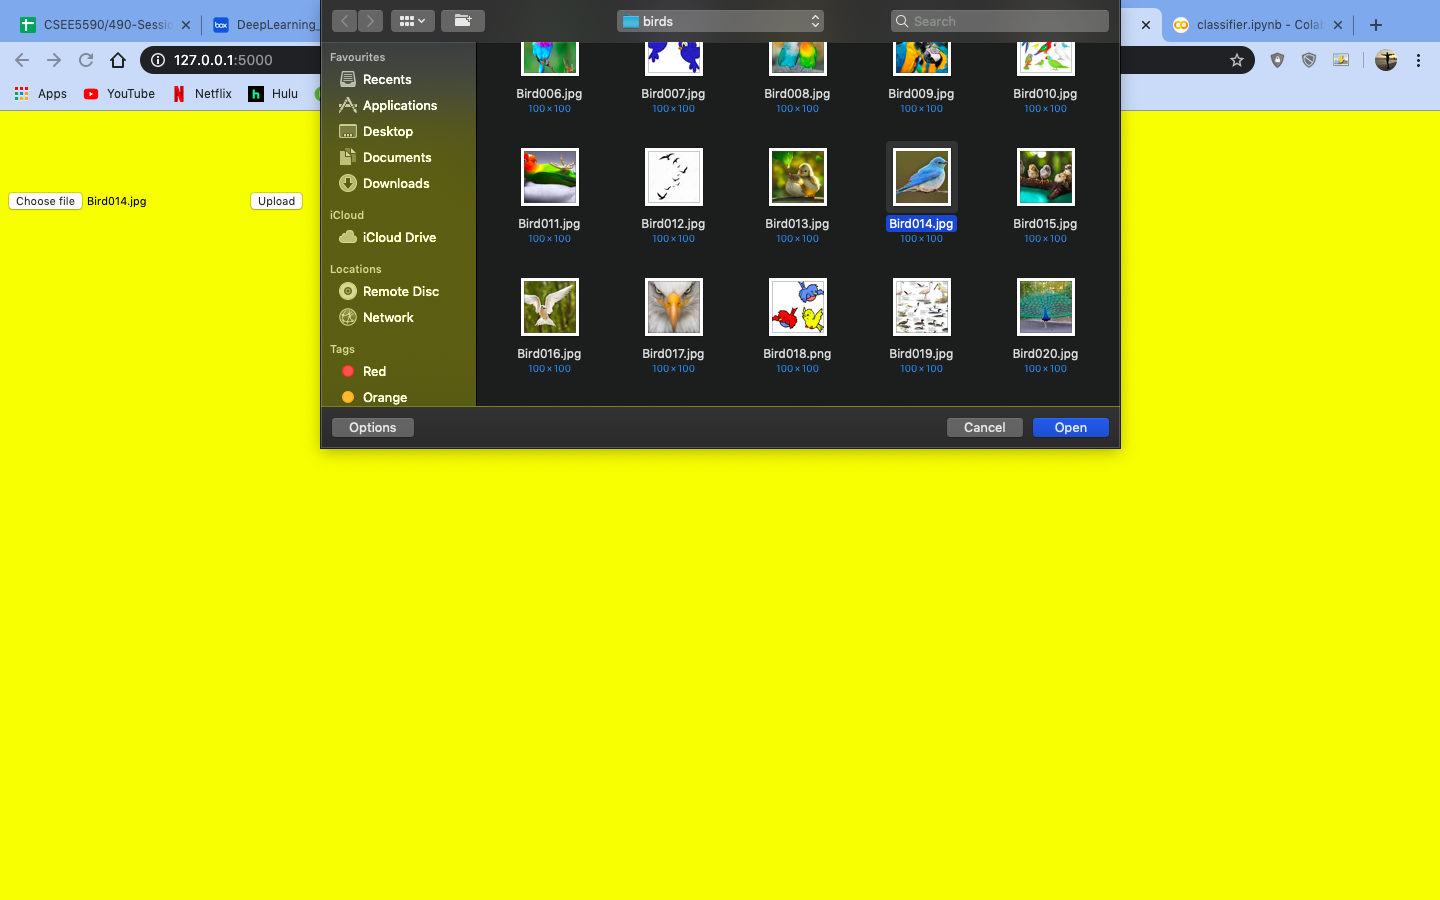 CSEE5590/490-Sessio
DeepLearning_
classifier.ipynb - Colab
127.0.0.1:5000
Apps
YouTube
Netflix
h
Hulu
box
birds
Search
Favourites
Recents
Applications
Desktop
Documents
Downloads
iCloud
iCloud Drive
Locations
Remote Disc
Network
Tags
Red
Orange
Bird006.jpg Bird007.jpg Bird008.jpg Bird009.jpg Bird010.jpg
100×100 100×100 100×100 100×100 100×100
Bird011.jpg Bird012.jpg Bird013.jpg Bird014.jpg Bird015.jpg
100×100 100×100 100×100 100×100 100×100
Bird016.jpg Bird017.jpg Bird018.png Bird019.jpg Bird020.jpg
100×100 100×100 100×100 100×100 100×100
Options
Cancel
Open
Choose file Bird014.jpg
Upload